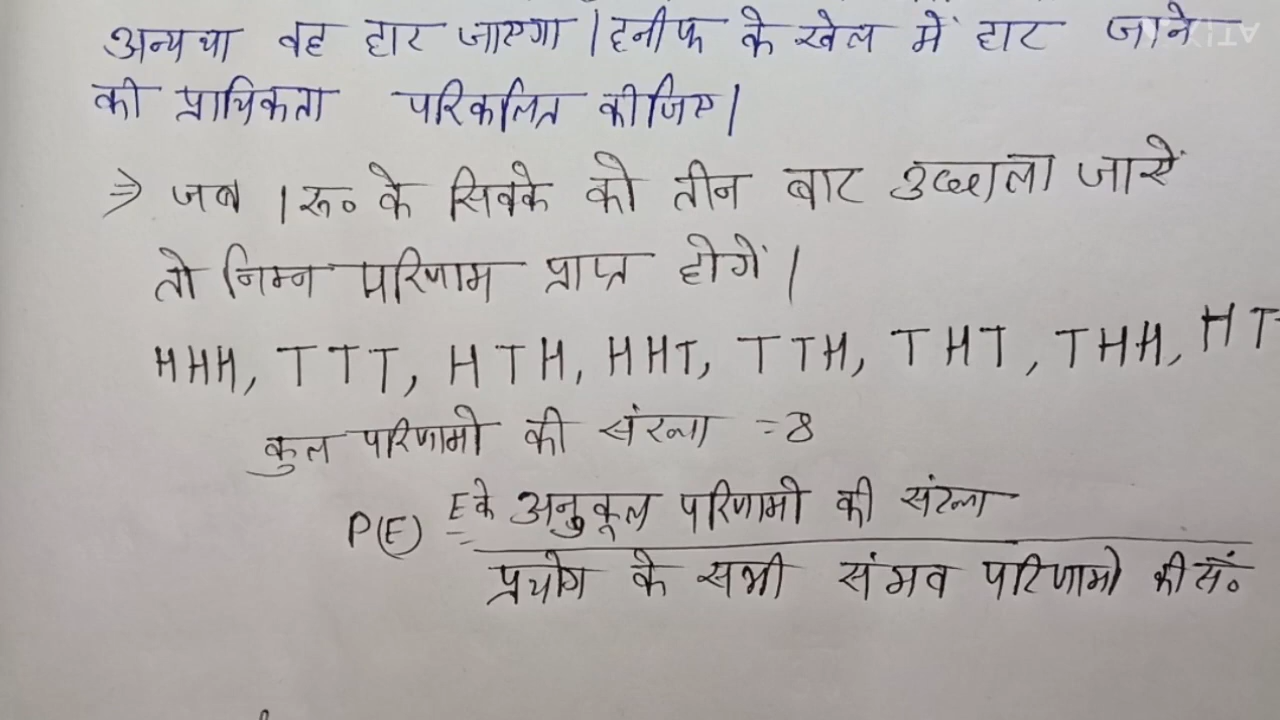 अन्यथा वह हार जाएगा | हनीफ के खेल में हार जाने
की प्रायिकता परिकलित कीजिए |
⇒ जब 1 रू० के सिक्के को तीन बार उछाला जायें
तो निम्न परिणाम प्राप्त होगें |
HHH, TTT, HTH, HHT, TTH, THT, THH, HT
कुल परिणामो की संख्या = 8
P(E) = E के अनुकूल परिणामो की संख्या
प्रयोग के सभी संभव परिणामो की सं०